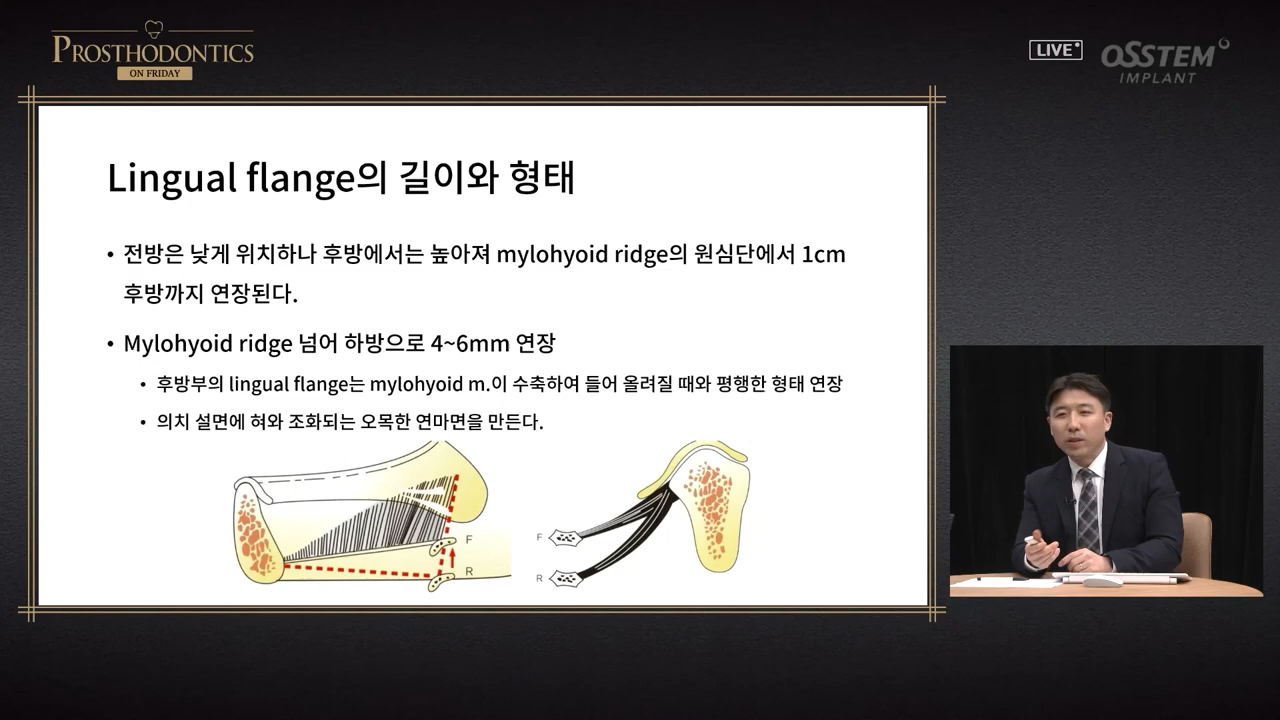 PROSTHODONTICS
ON FRIDAY
LIVE
OSSTEM
IMPLANT
Lingual flange의 길이와 형태
• 전방은 낮게 위치하나 후방에서는 높아져 mylohyoid ridge의 원심단에서 1cm
후방까지 연장된다.
• Mylohyoid ridge 넘어 하방으로 4~6mm 연장
• 후방부의 lingual flange는 mylohyoid m.이 수축하여 들어 올려질 때와 평행한 형태 연장
• 의치 설면에 혀와 조화되는 오목한 연마면을 만든다.
F
R
F
R